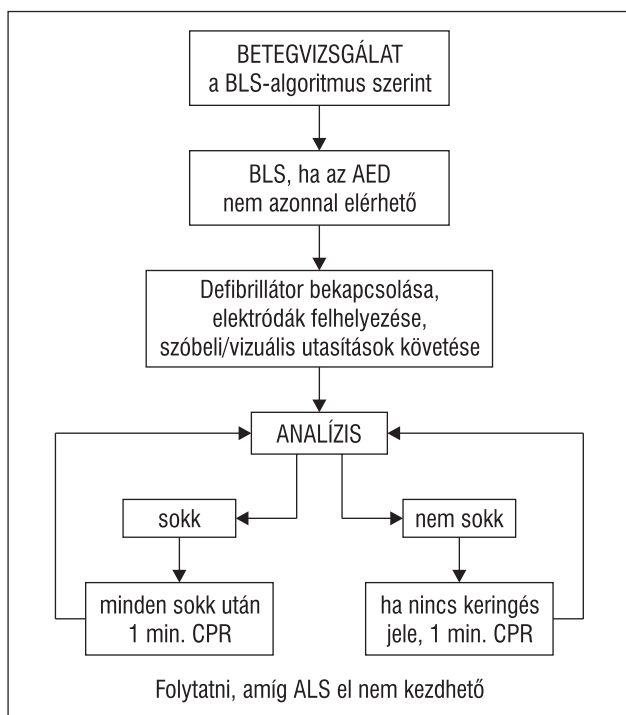 BETEGVIZSGÁLAT
a BLS-algoritmus szerint
BLS, ha az AED
nem azonnal elérhető
Defibrillátor bekapcsolása,
elektródák felhelyezése,
szóbeli/vizuális utasítások követése
ANALÍZIS
sokk
nem sokk
minden sokk után
1 min. CPR
ha nincs keringés
jele, 1 min. CPR
Folytatni, amíg ALS el nem kezdhető